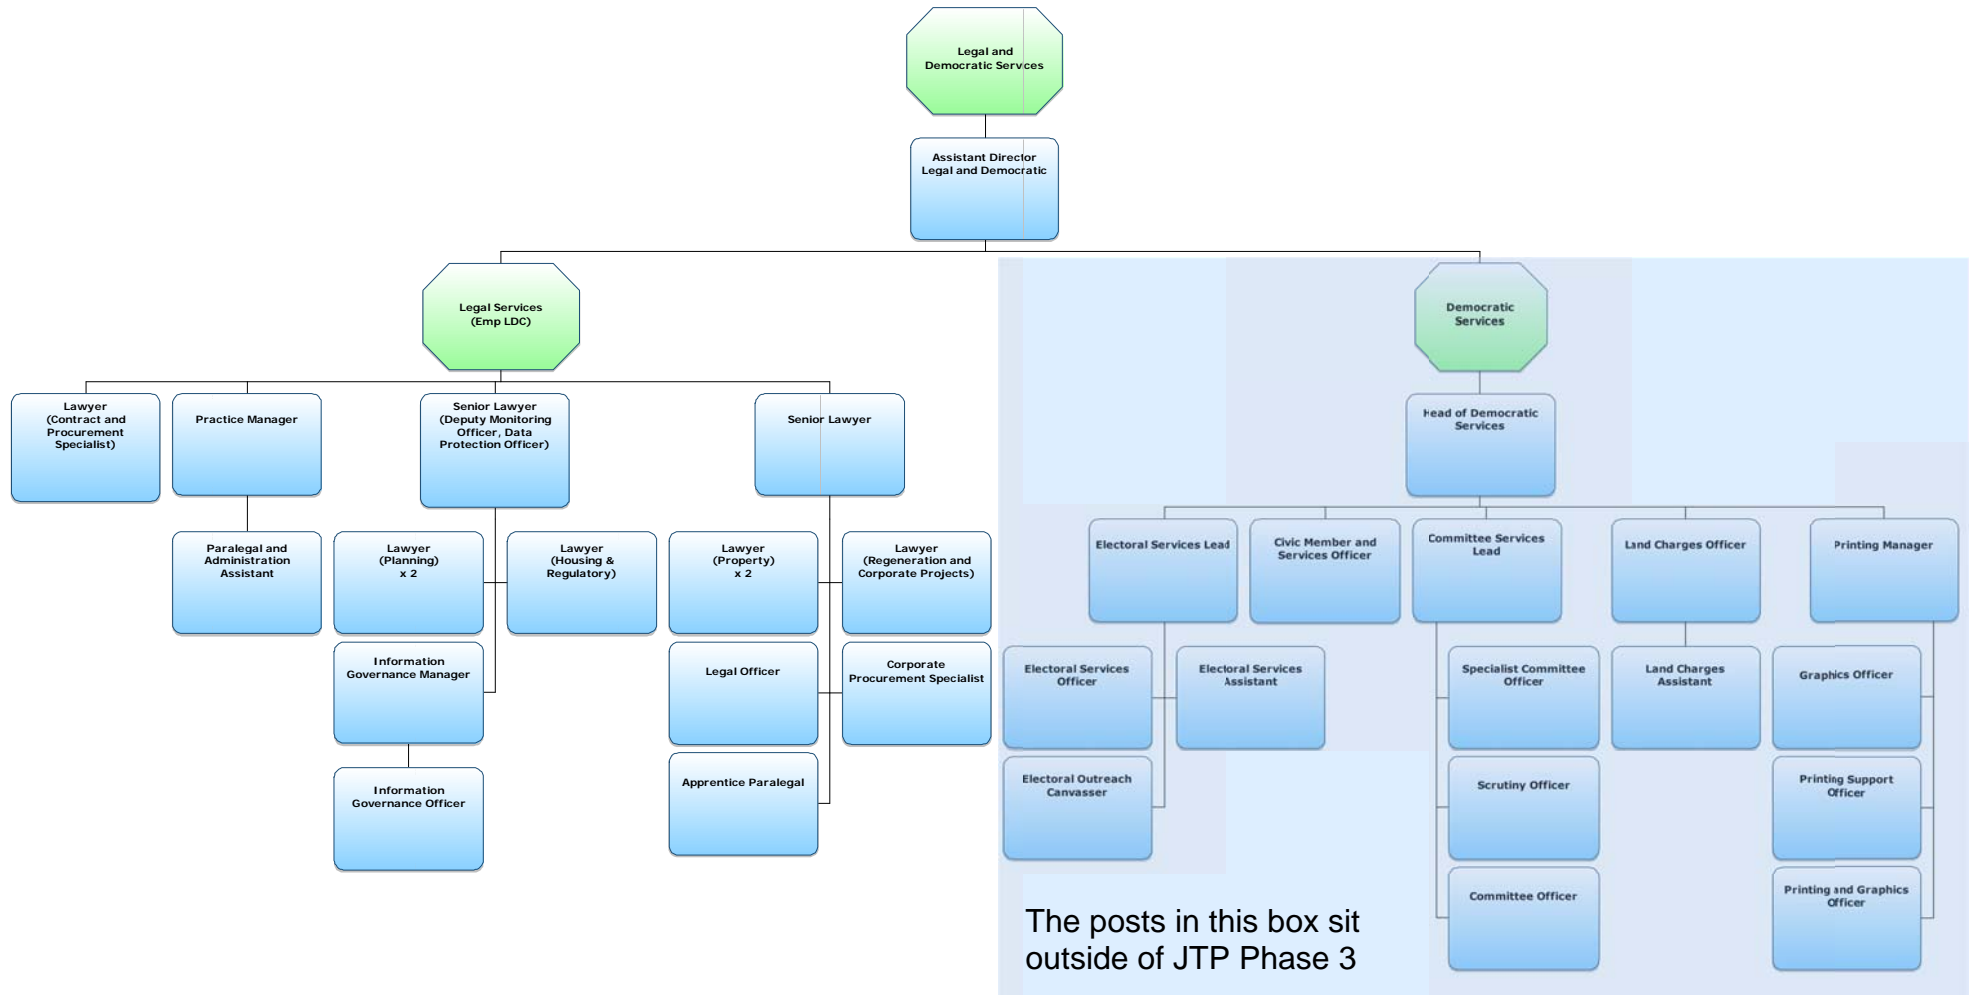 Legal and
Democratic Services
Assistant Director
Legal and Democratic
Legal Services
(Emp LDC)
Democratic
Services
Lawyer
(Contract and
Procurement
Specialist)
Practice Manager
Senior Lawyer
(Deputy Monitoring
Officer, Data
Protection Officer)
Senior Lawyer
Head of Democratic
Services
Paralegal and
Administration
Assistant
Lawyer
(Planning)
x 2
Lawyer
(Housing &
Regulatory)
Lawyer
(Property)
x 2
Lawyer
(Regeneration and
Corporate Projects)
Electoral Services Lead
Civic Member and
Services Officer
Committee Services
Lead
Land Charges Officer
Printing Manager
Information
Governance Manager
Legal Officer
Corporate
Procurement Specialist
Electoral Services
Officer
Electoral Services
Assistant
Specialist Committee
Officer
Land Charges
Assistant
Graphics Officer
Information
Governance Officer
Apprentice Paralegal
Electoral Outreach
Canvasser
Scrutiny Officer
Printing Support
Officer
Committee Officer
Printing and Graphics
Officer
The posts in this box sit
outside of JTP Phase 3